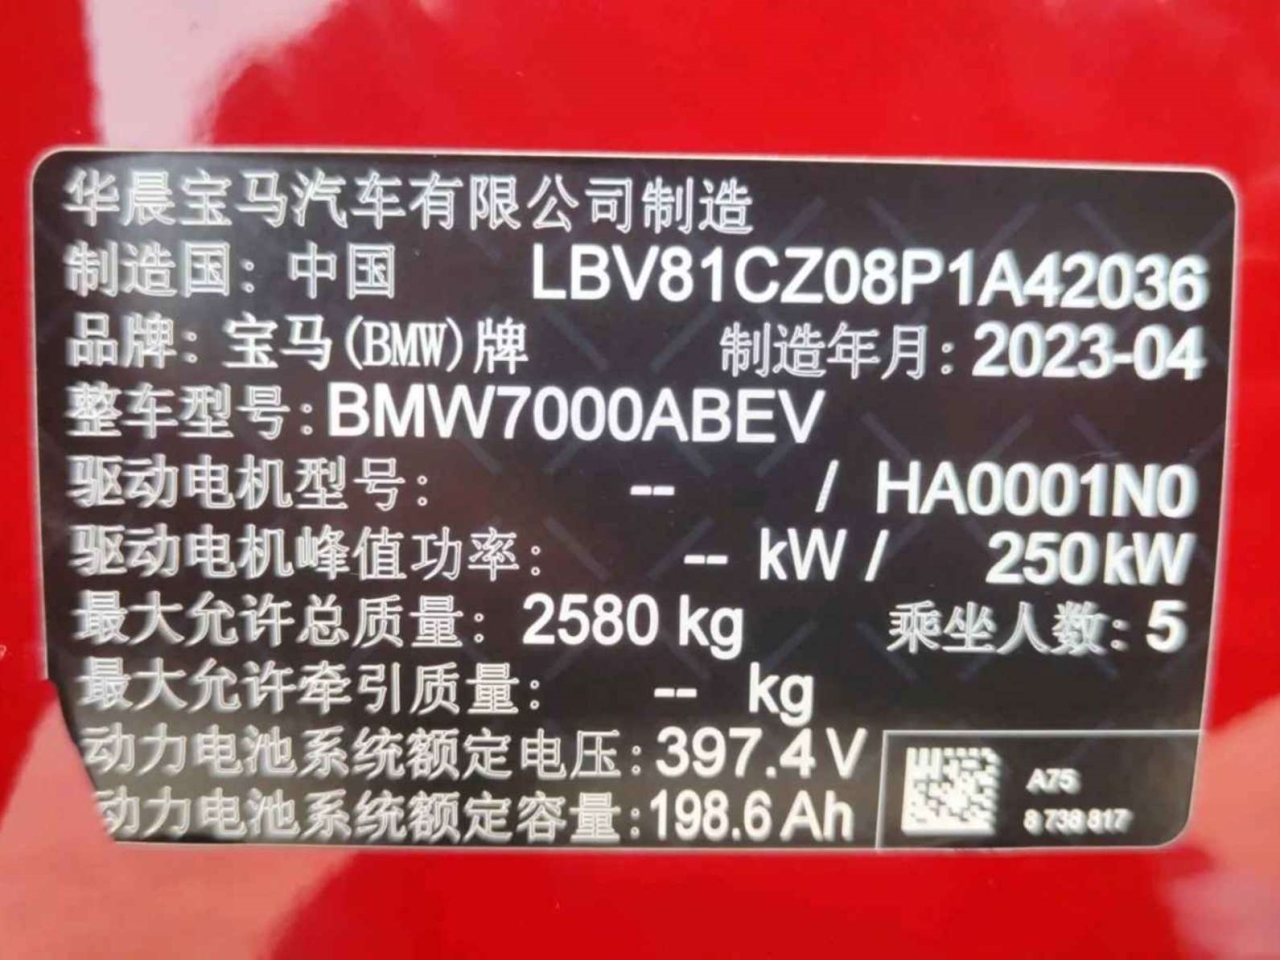 华晨宝马汽车有限公司制造
制造国：中国 LBV81CZ08P1A42036
品牌：宝马(BMW)牌 制造年月：2023-04
整车型号：BMW7000ABEV
驱动电机型号： -- / HA0001N0
驱动电机峰值功率： -- kW / 250kW
最大允许总质量：2580 kg 乘坐人数：5
最大允许牵引质量： -- kg
动力电池系统额定电压：397.4 V
动力电池系统额定容量：198.6 Ah
A75
8 738 817